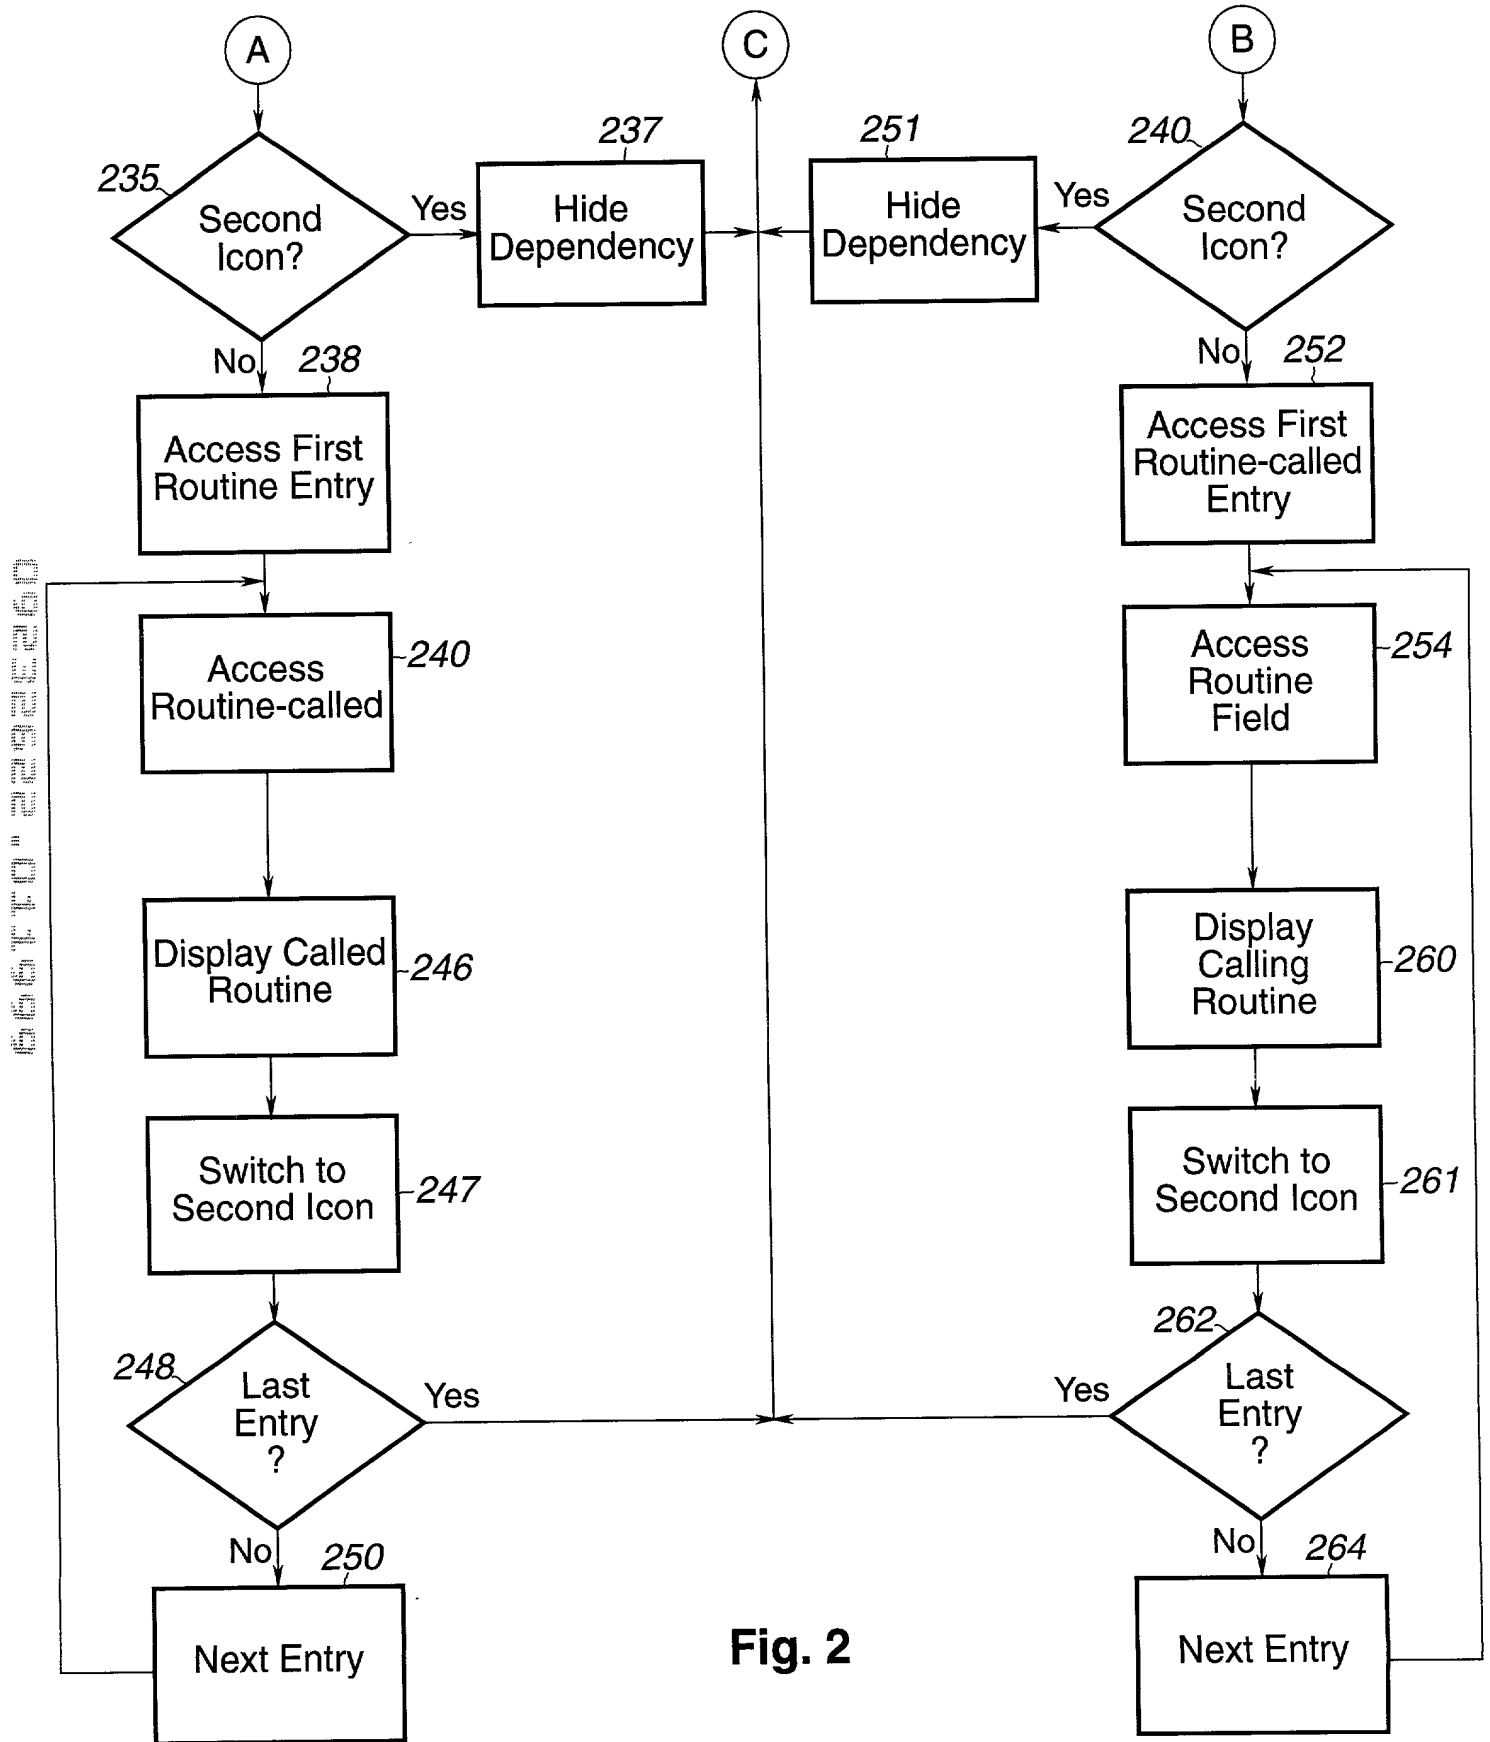 A
C
B
235
Second
Icon?
Yes
237
Hide
Dependency
251
Hide
Dependency
Yes
240
Second
Icon?
No
238
Access First
Routine Entry
240
Access
Routine-called
246
Display Called
Routine
247
Switch to
Second Icon
248
Last
Entry
?
Yes
No
250
Next Entry
No
252
Access First
Routine-called
Entry
254
Access
Routine
Field
260
Display
Calling
Routine
261
Switch to
Second Icon
262
Last
Entry
?
Yes
No
264
Next Entry
Fig. 2